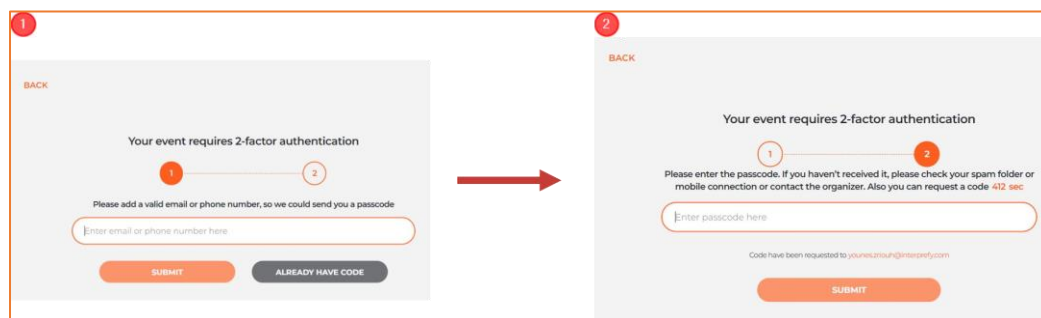 1
BACK
Your event requires 2-factor authentication
1
2
Please add a valid email or phone number, so we could send you a passcode
Enter email or phone number here
SUBMIT
ALREADY HAVE CODE
2
BACK
Your event requires 2-factor authentication
1
2
Please enter the passcode. If you haven't received it, please check your spam folder or
mobile connection or contact the organizer. Also you can request a code 412 sec
Enter passcode here
Code have been requested to younes.zriouh@interprefy.com
SUBMIT